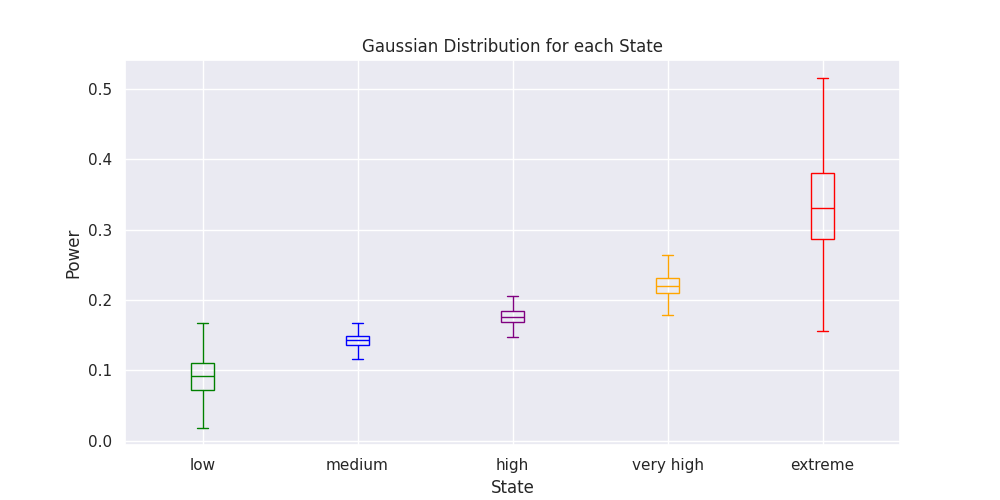 Gaussian Distribution for each State
0.5
0.4
0.3
0.2
0.1
0.0
Power
low medium high very high extreme
State